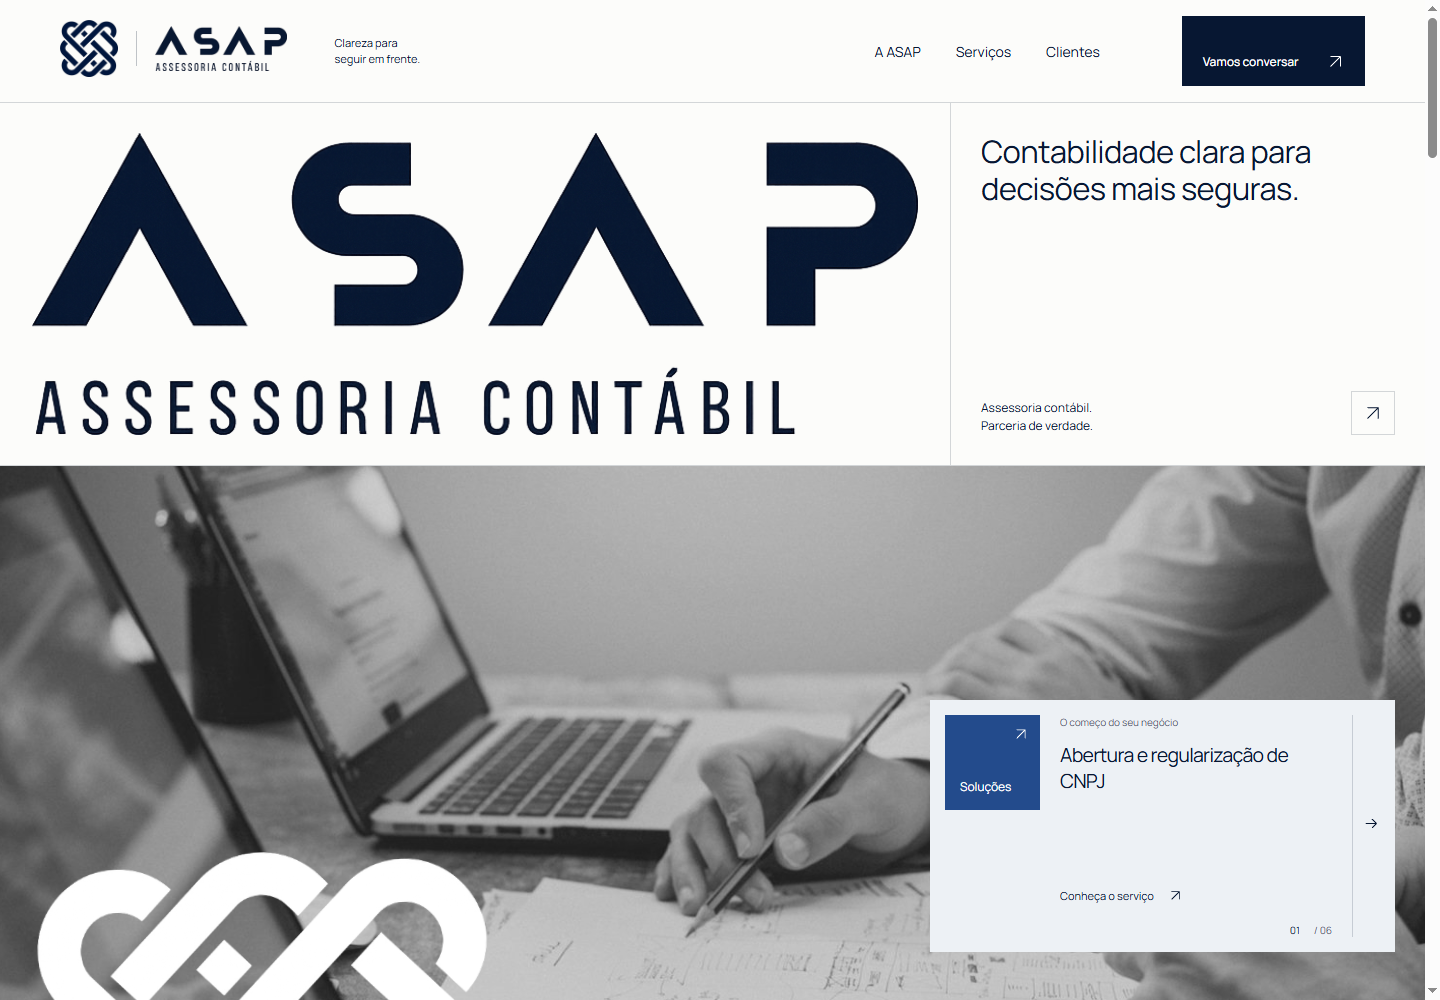 ASAP
ASSESSORIA CONTÁBIL
Clareza para
seguir em frente.
A ASAP
Serviços
Clientes
Vamos conversar
ASAP
ASSESSORIA CONTÁBIL
Contabilidade clara para
decisões mais seguras.
Assessoria contábil.
Parceria de verdade.
Soluções
O começo do seu negócio
Abertura e regularização de
CNPJ
Conheça o serviço
01 / 06